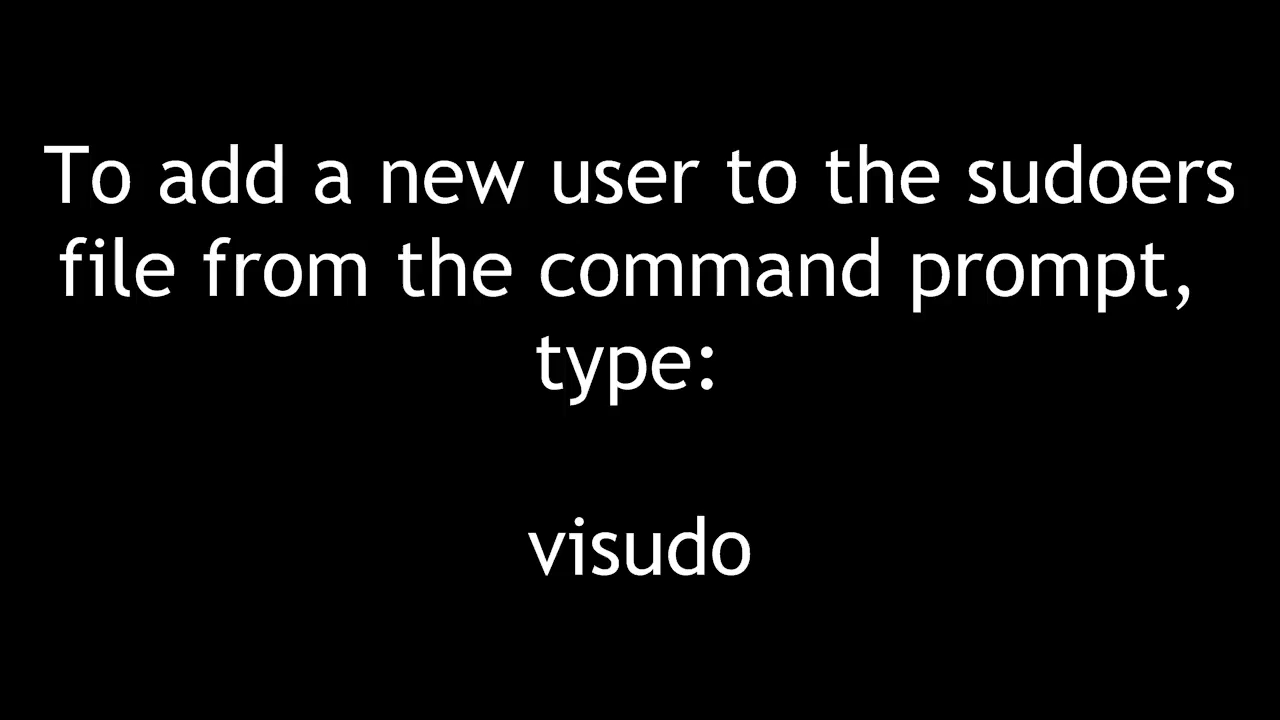 To add a new user to the sudoers
file from the command prompt,
type:
visudo